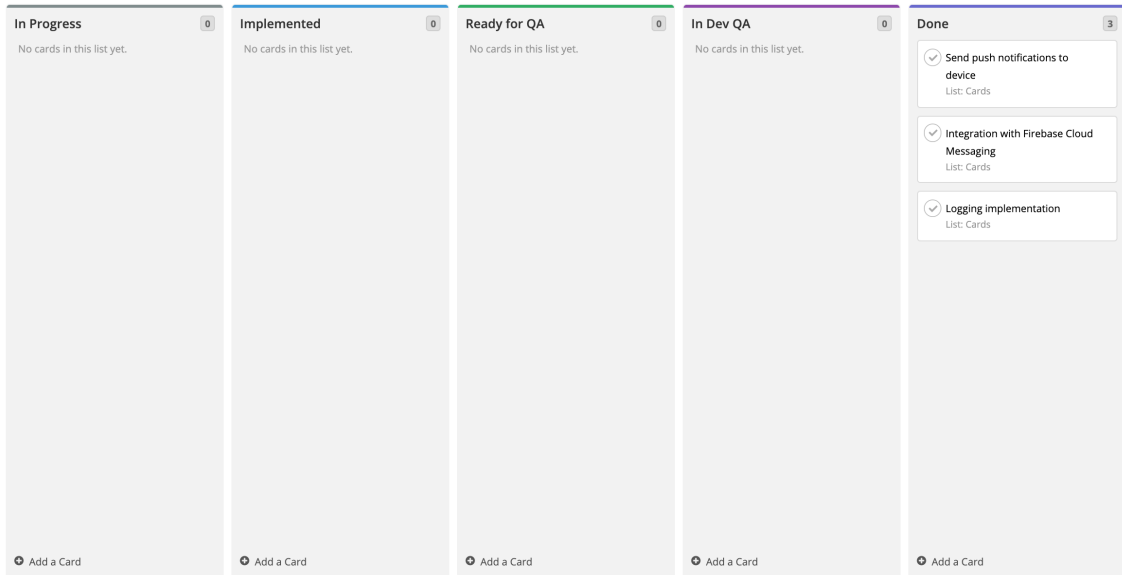 In Progress 0
No cards in this list yet.
Add a Card
Implemented 0
No cards in this list yet.
Add a Card
Ready for QA 0
No cards in this list yet.
Add a Card
In Dev QA 0
No cards in this list yet.
Add a Card
Done 3
Send push notifications to
device
List: Cards
Integration with Firebase Cloud
Messaging
List: Cards
Logging implementation
List: Cards
Add a Card